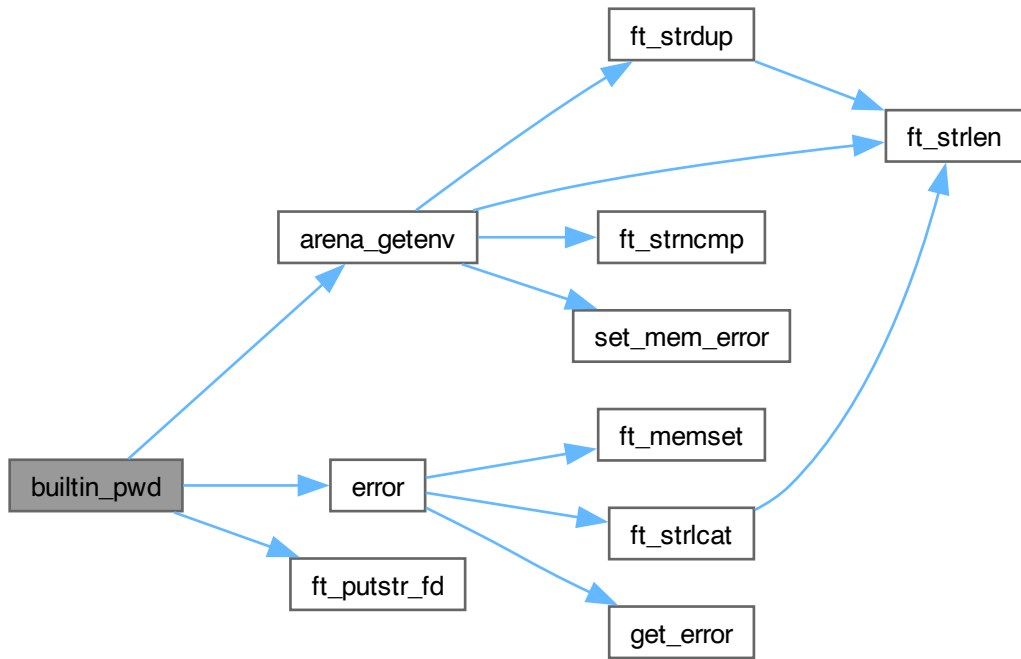 ft_strdup
ft_strlen
arena_getenv
ft_strncmp
set_mem_error
ft_memset
builtin_pwd
error
ft_strlcat
ft_putstr_fd
get_error